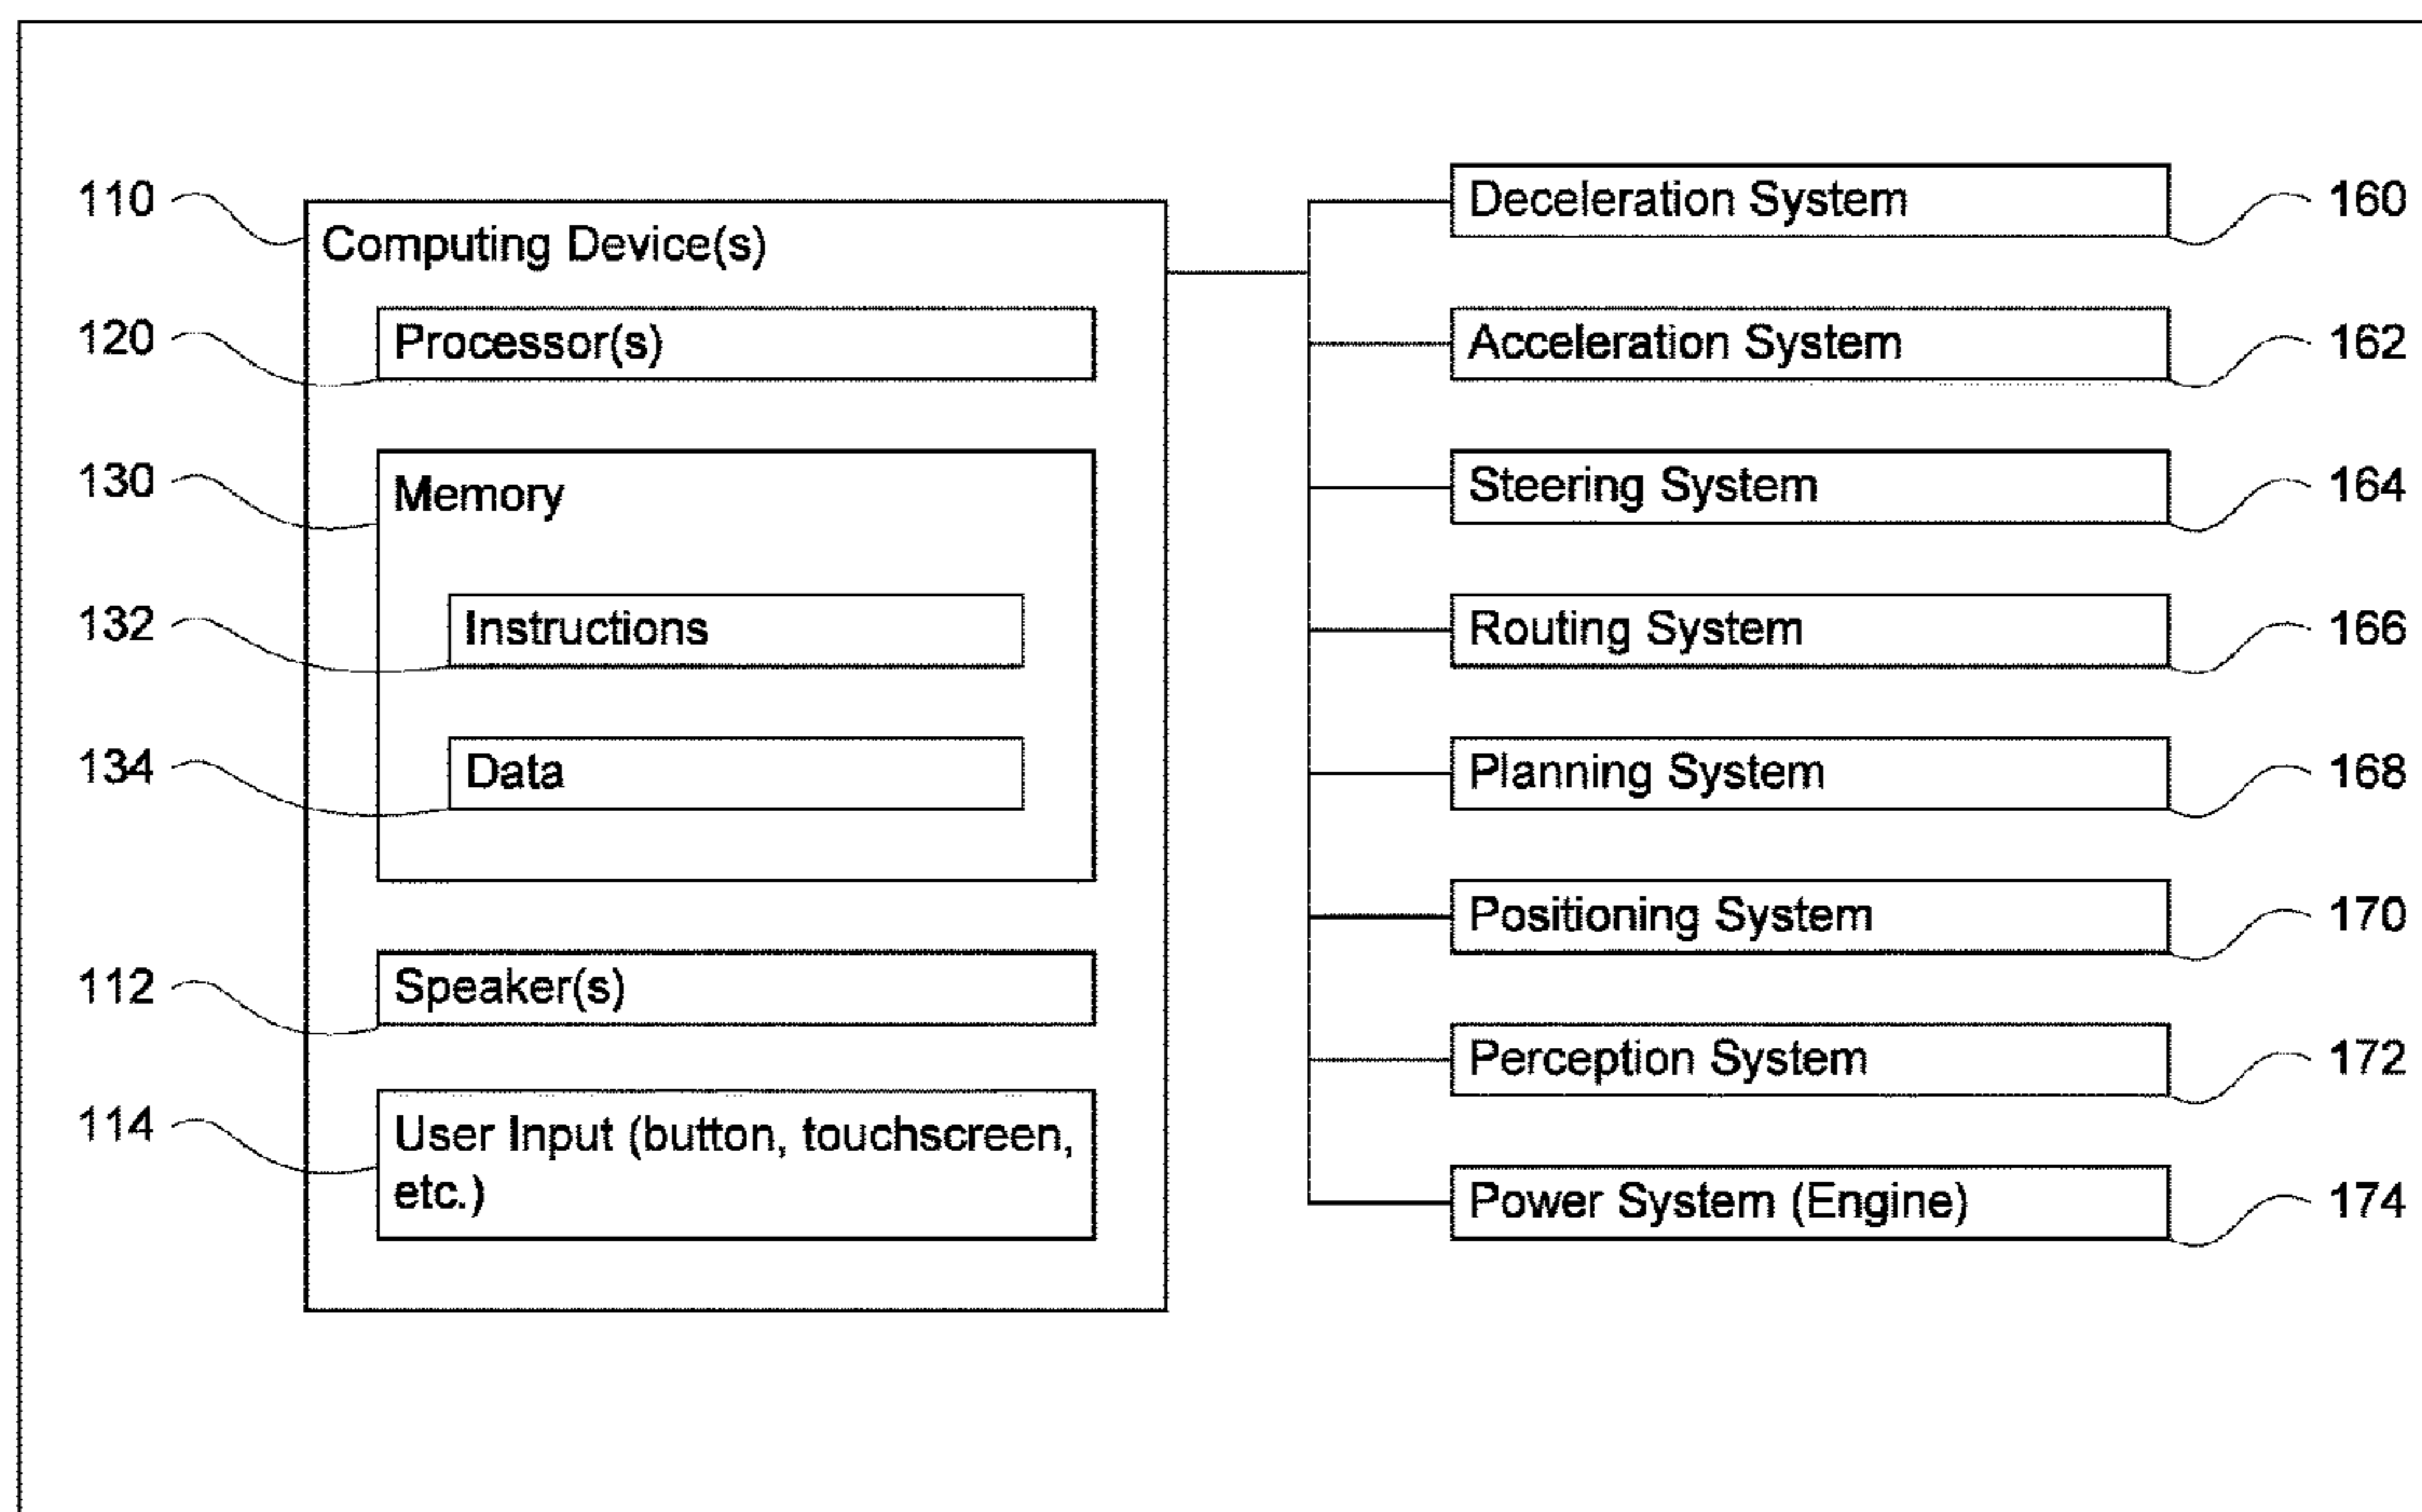 110
Computing Device(s)
120
Processor(s)
130
Memory
132
Instructions
134
Data
112
Speaker(s)
114
User Input (button, touchscreen,
etc.)
Deceleration System
160
Acceleration System
162
Steering System
164
Routing System
166
Planning System
168
Positioning System
170
Perception System
172
Power System (Engine)
174